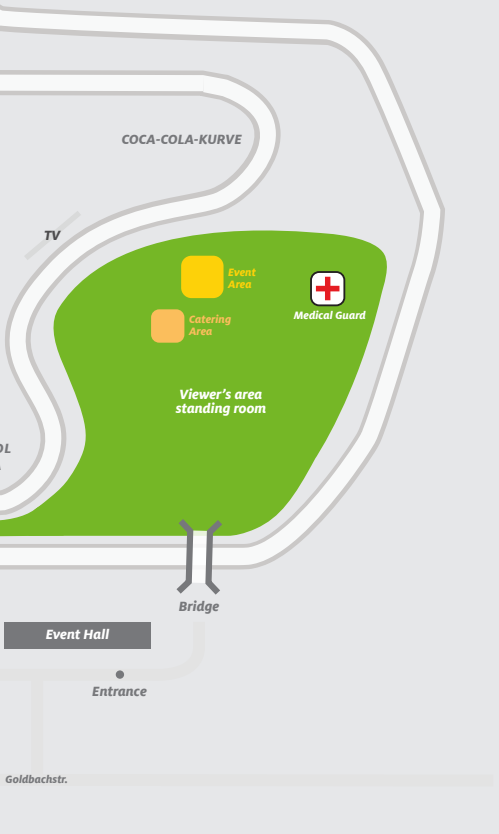 COCA-COLA-KURVE
TV
Event
Area
Catering
Area
Medical Guard
Viewer's area
standing room
OL
Bridge
Event Hall
Entrance
Goldbachstr.